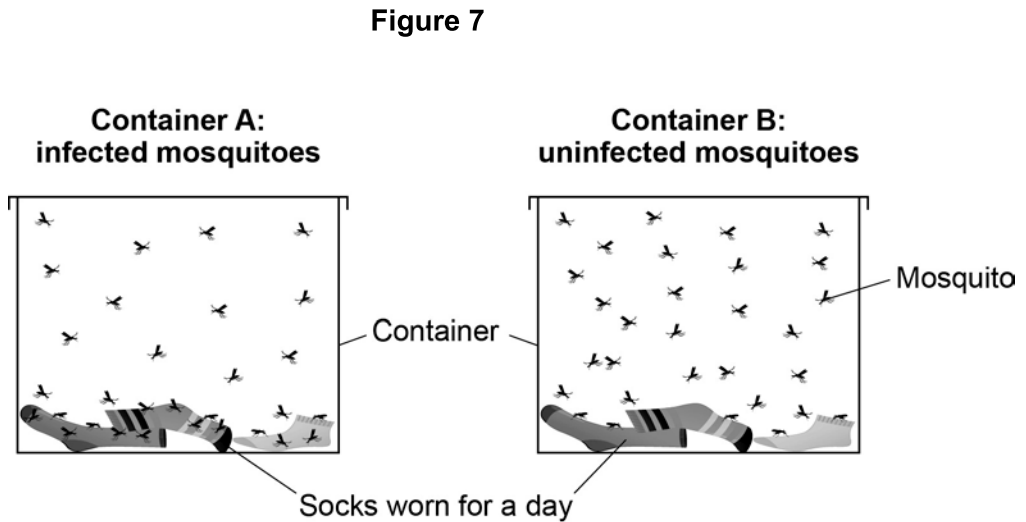 Figure 7
Container A:
infected mosquitoes
Container B:
uninfected mosquitoes
Mosquito
Container
Socks worn for a day